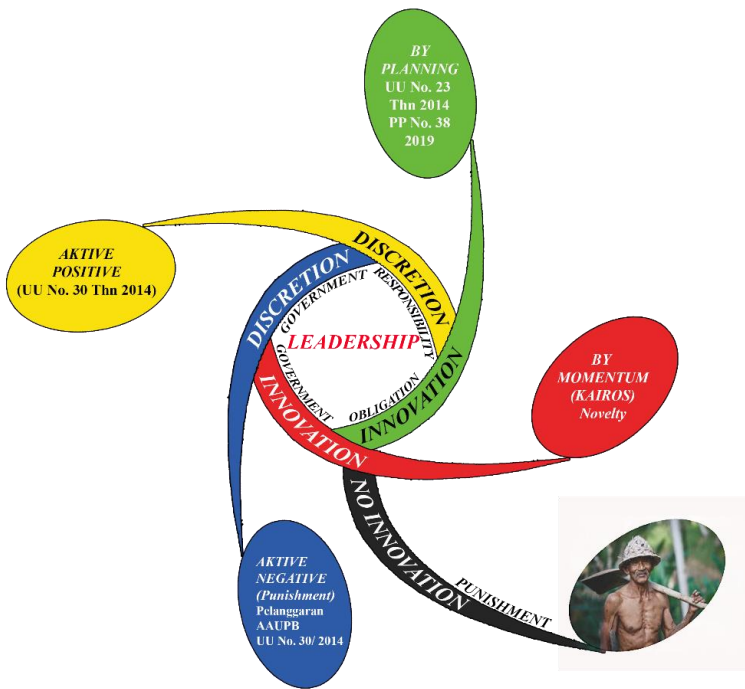 BY
PLANNING
UU No. 23
Thn 2014
PP No. 38
2019
AKTIVE
POSITIVE
(UU No. 30 Thn 2014)
DISCRETION
DISCRETION
GOVERNMENT
RESPONSIBILITY
LEADERSHIP
GOVERNMENT
OBLIGATION
INNOVATION
INNOVATION
BY
MOMENTUM
(KAIROS)
Novelty
NO INNOVATION
PUNISHMENT
AKTIVE
NEGATIVE
(Punishment)
Pelanggaran
AAUPB
UU No. 30/ 2014